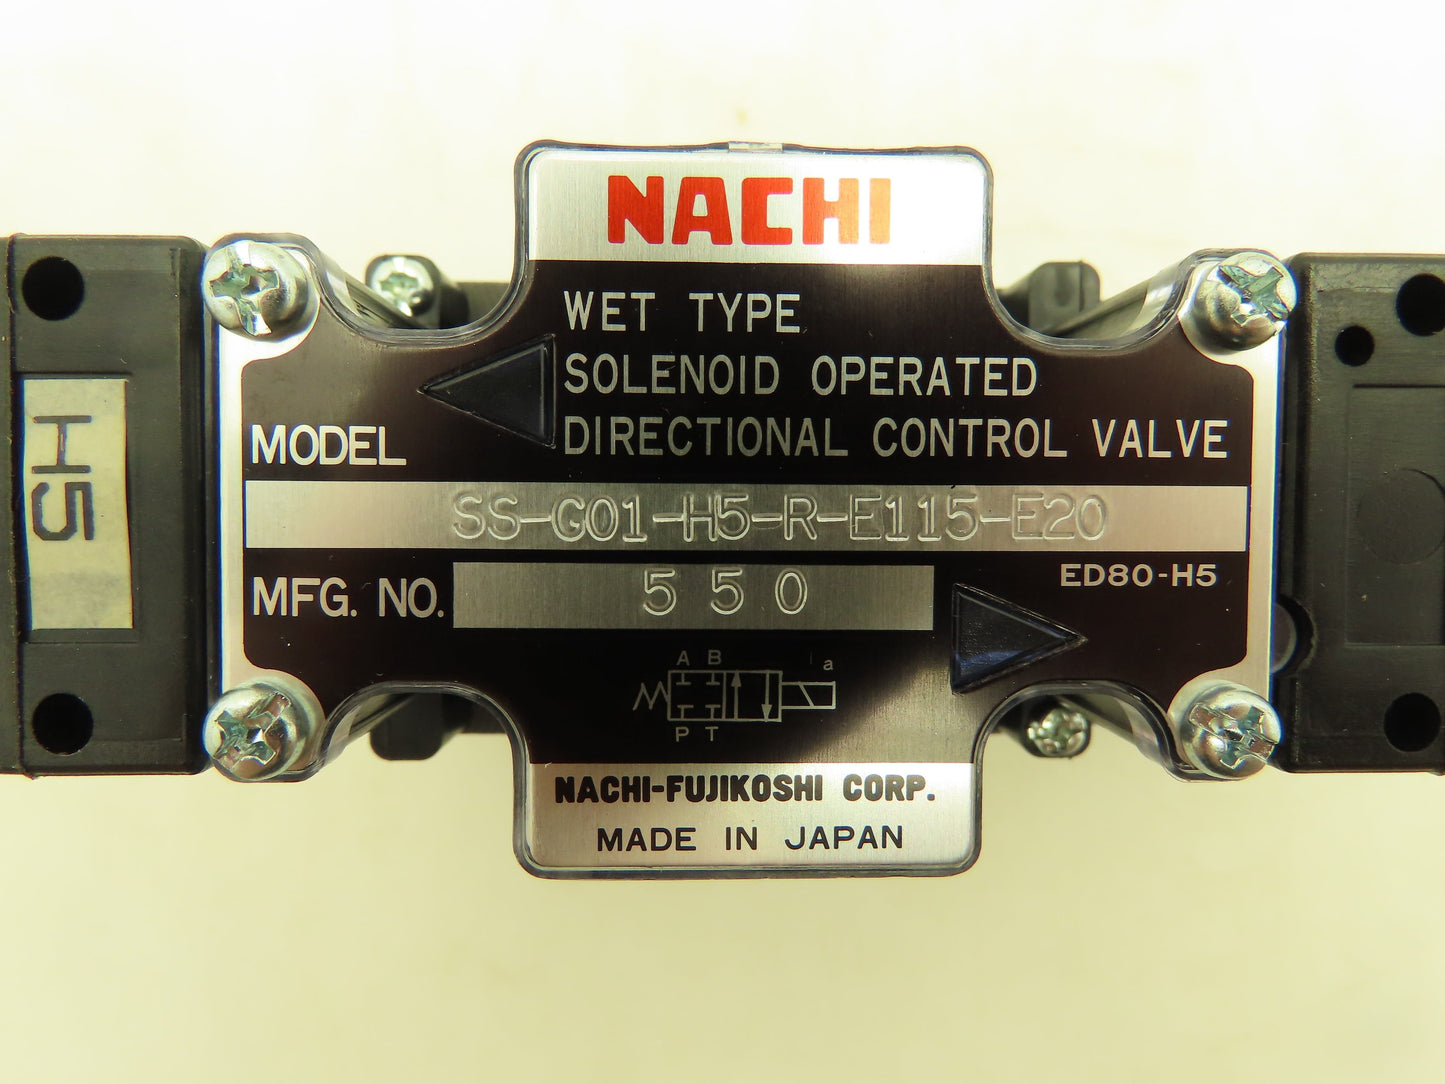 NACHI
WET TYPE
SOLENOID OPERATED
DIRECTIONAL CONTROL VALVE
MODEL
SS-G01-H5-R-E115-E20
MFG. NO. 550
ED80-H5
A B a
P T
NACHI-FUJIKOSHI CORP.
MADE IN JAPAN
H5